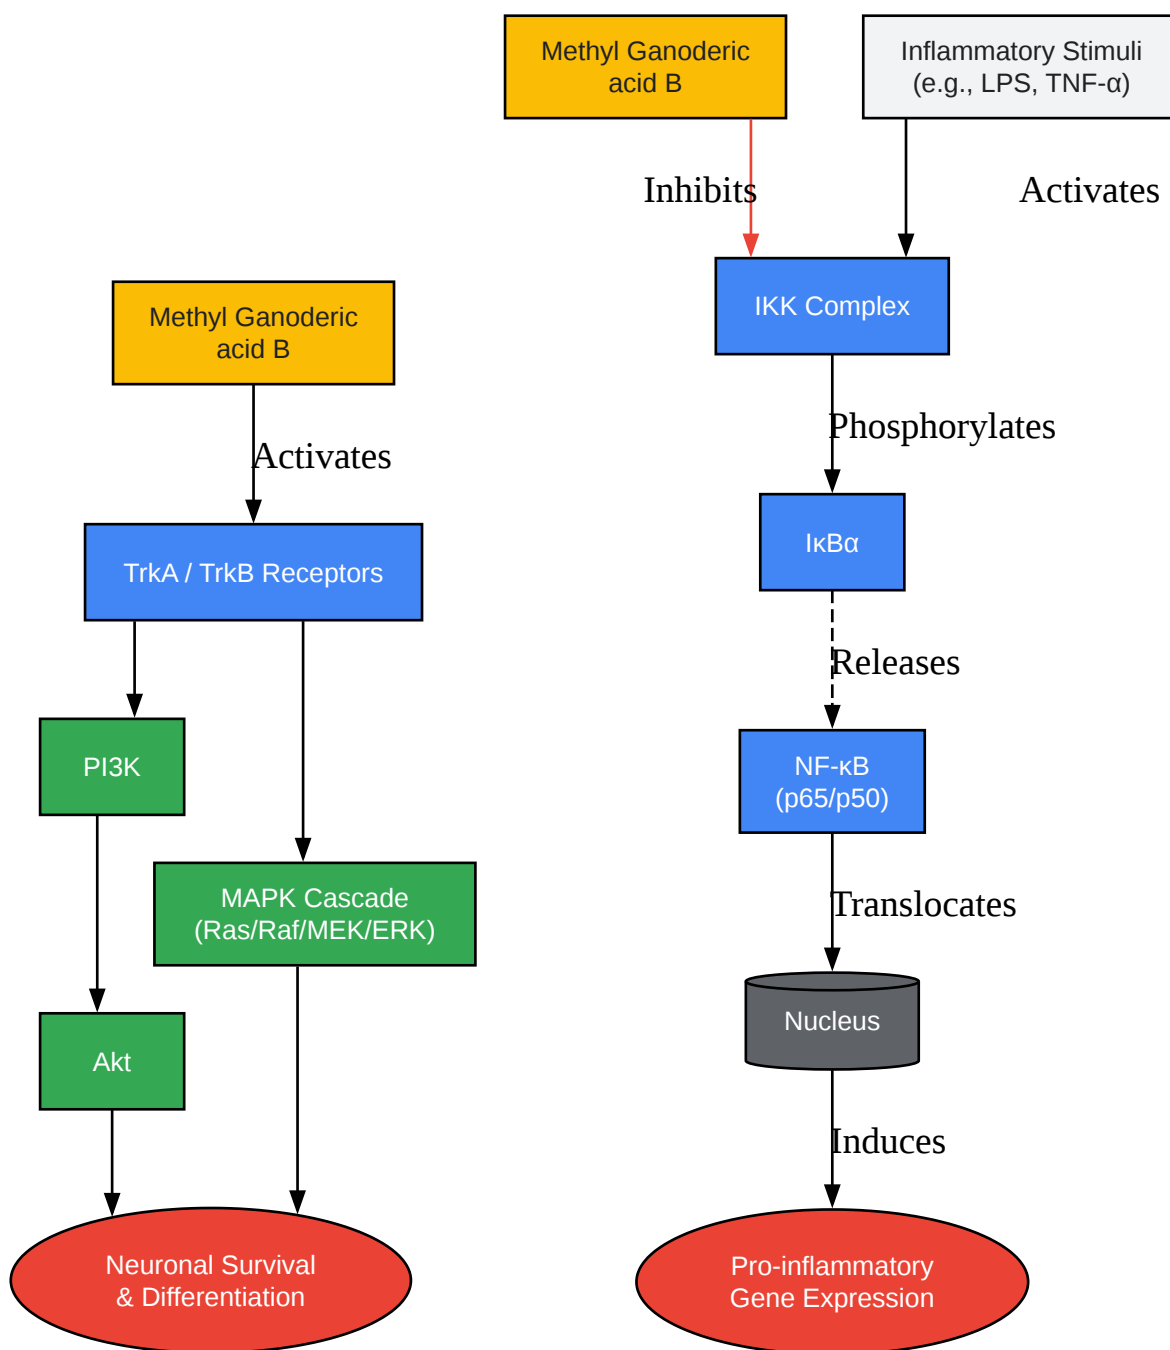 Methyl Ganoderic
acid B
Activates
TrkA / TrkB Receptors
PI3K
MAPK Cascade
(Ras/Raf/MEK/ERK)
Akt
Neuronal Survival
& Differentiation
Methyl Ganoderic
acid B
Inflammatory Stimuli
(e.g., LPS, TNF-α)
Inhibits
Activates
IKK Complex
Phosphorylates
IκBα
Releases
NF-κB
(p65/p50)
Translocates
Nucleus
Induces
Pro-inflammatory
Gene Expression